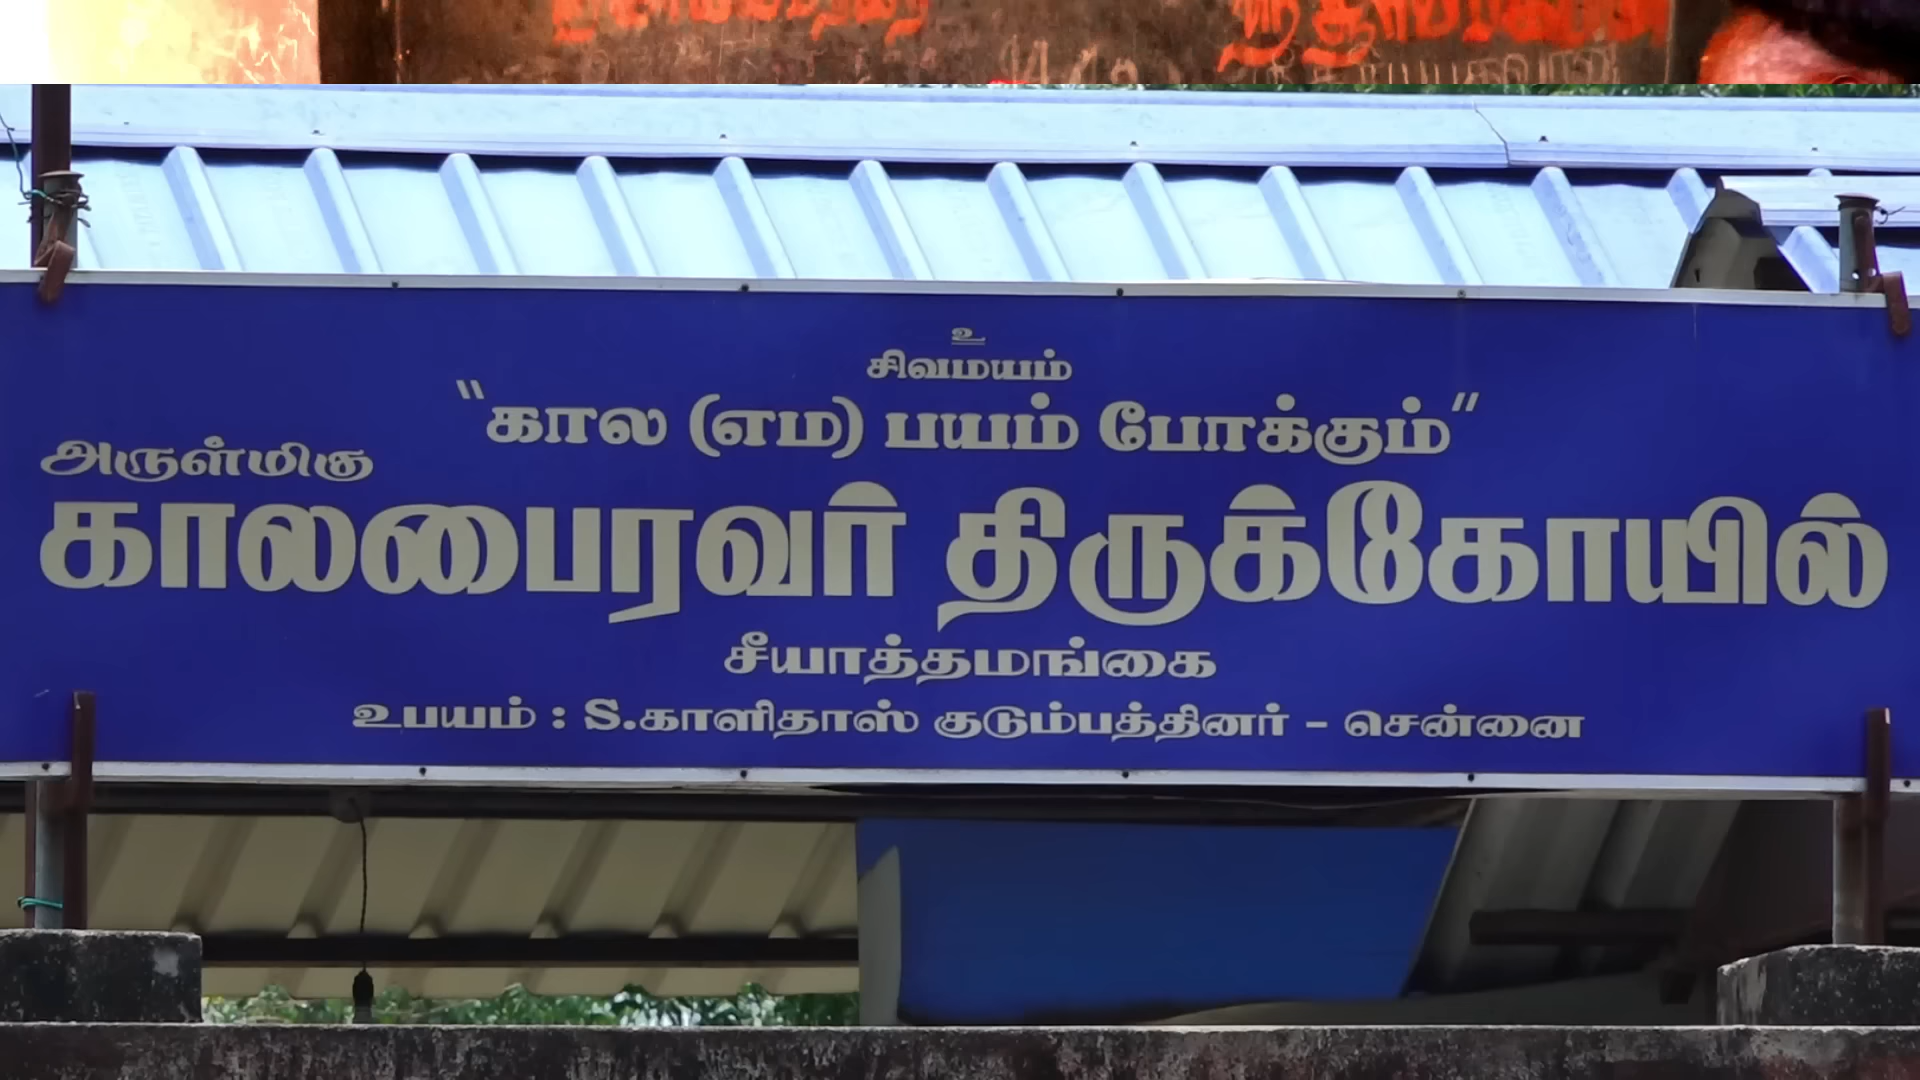 உ
சிவமயம்
"கால (எம) பயம் போக்கும்"
அருள்மிகு
காலபைரவர் திருக்கோயில்
சீயாத்தமங்கை
உபயம் : S.காளிதாஸ் குடும்பத்தினர் - சென்னை